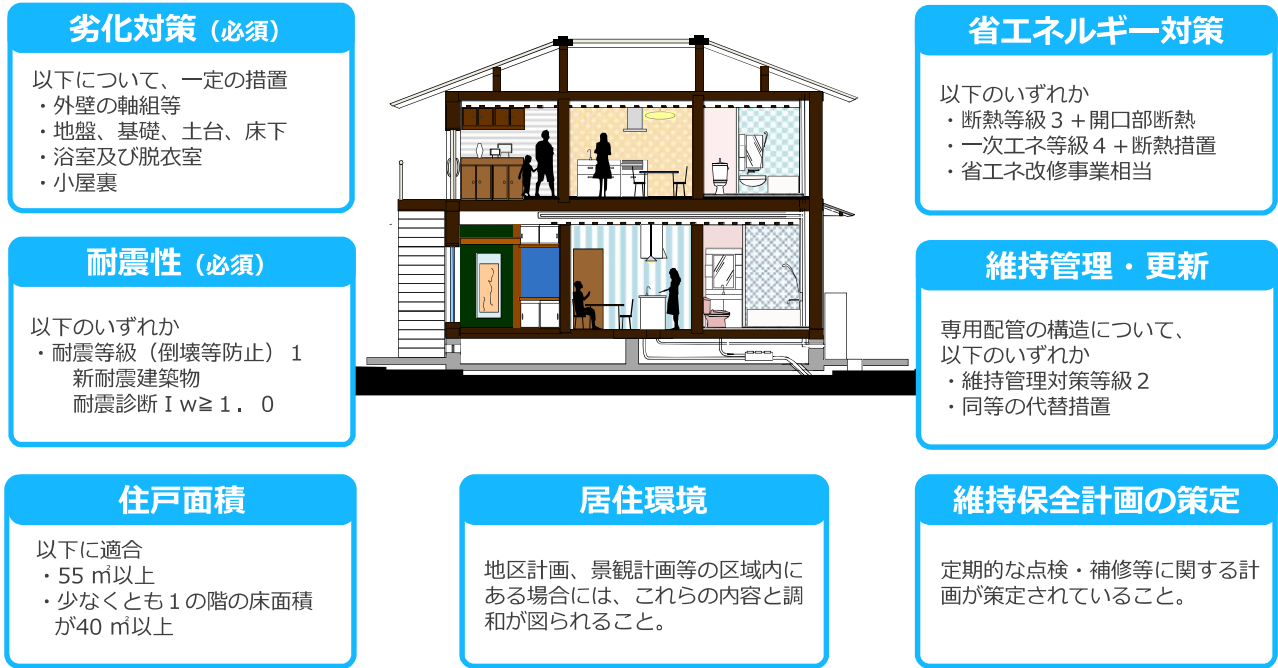 劣化対策（必須）
以下について、一定の措置
・外壁の軸組等
・地盤、基礎、土台、床下
・浴室及び脱衣室
・小屋裏
省エネルギー対策
以下のいずれか
・断熱等級３＋開口部断熱
・一次エネ等級４＋断熱措置
・省エネ改修事業相当
耐震性（必須）
以下のいずれか
・耐震等級（倒壊等防止）１
新耐震建築物
耐震診断Ｉｗ≧１．０
維持管理・更新
専用配管の構造について、
以下のいずれか
・維持管理対策等級２
・同等の代替措置
住戸面積
以下に適合
・55 ㎡以上
・少なくとも１の階の床面積
が40 ㎡以上
居住環境
地区計画、景観計画等の区域内に
ある場合には、これらの内容と調
和が図られること。
維持保全計画の策定
定期的な点検・補修等に関する計
画が策定されていること。